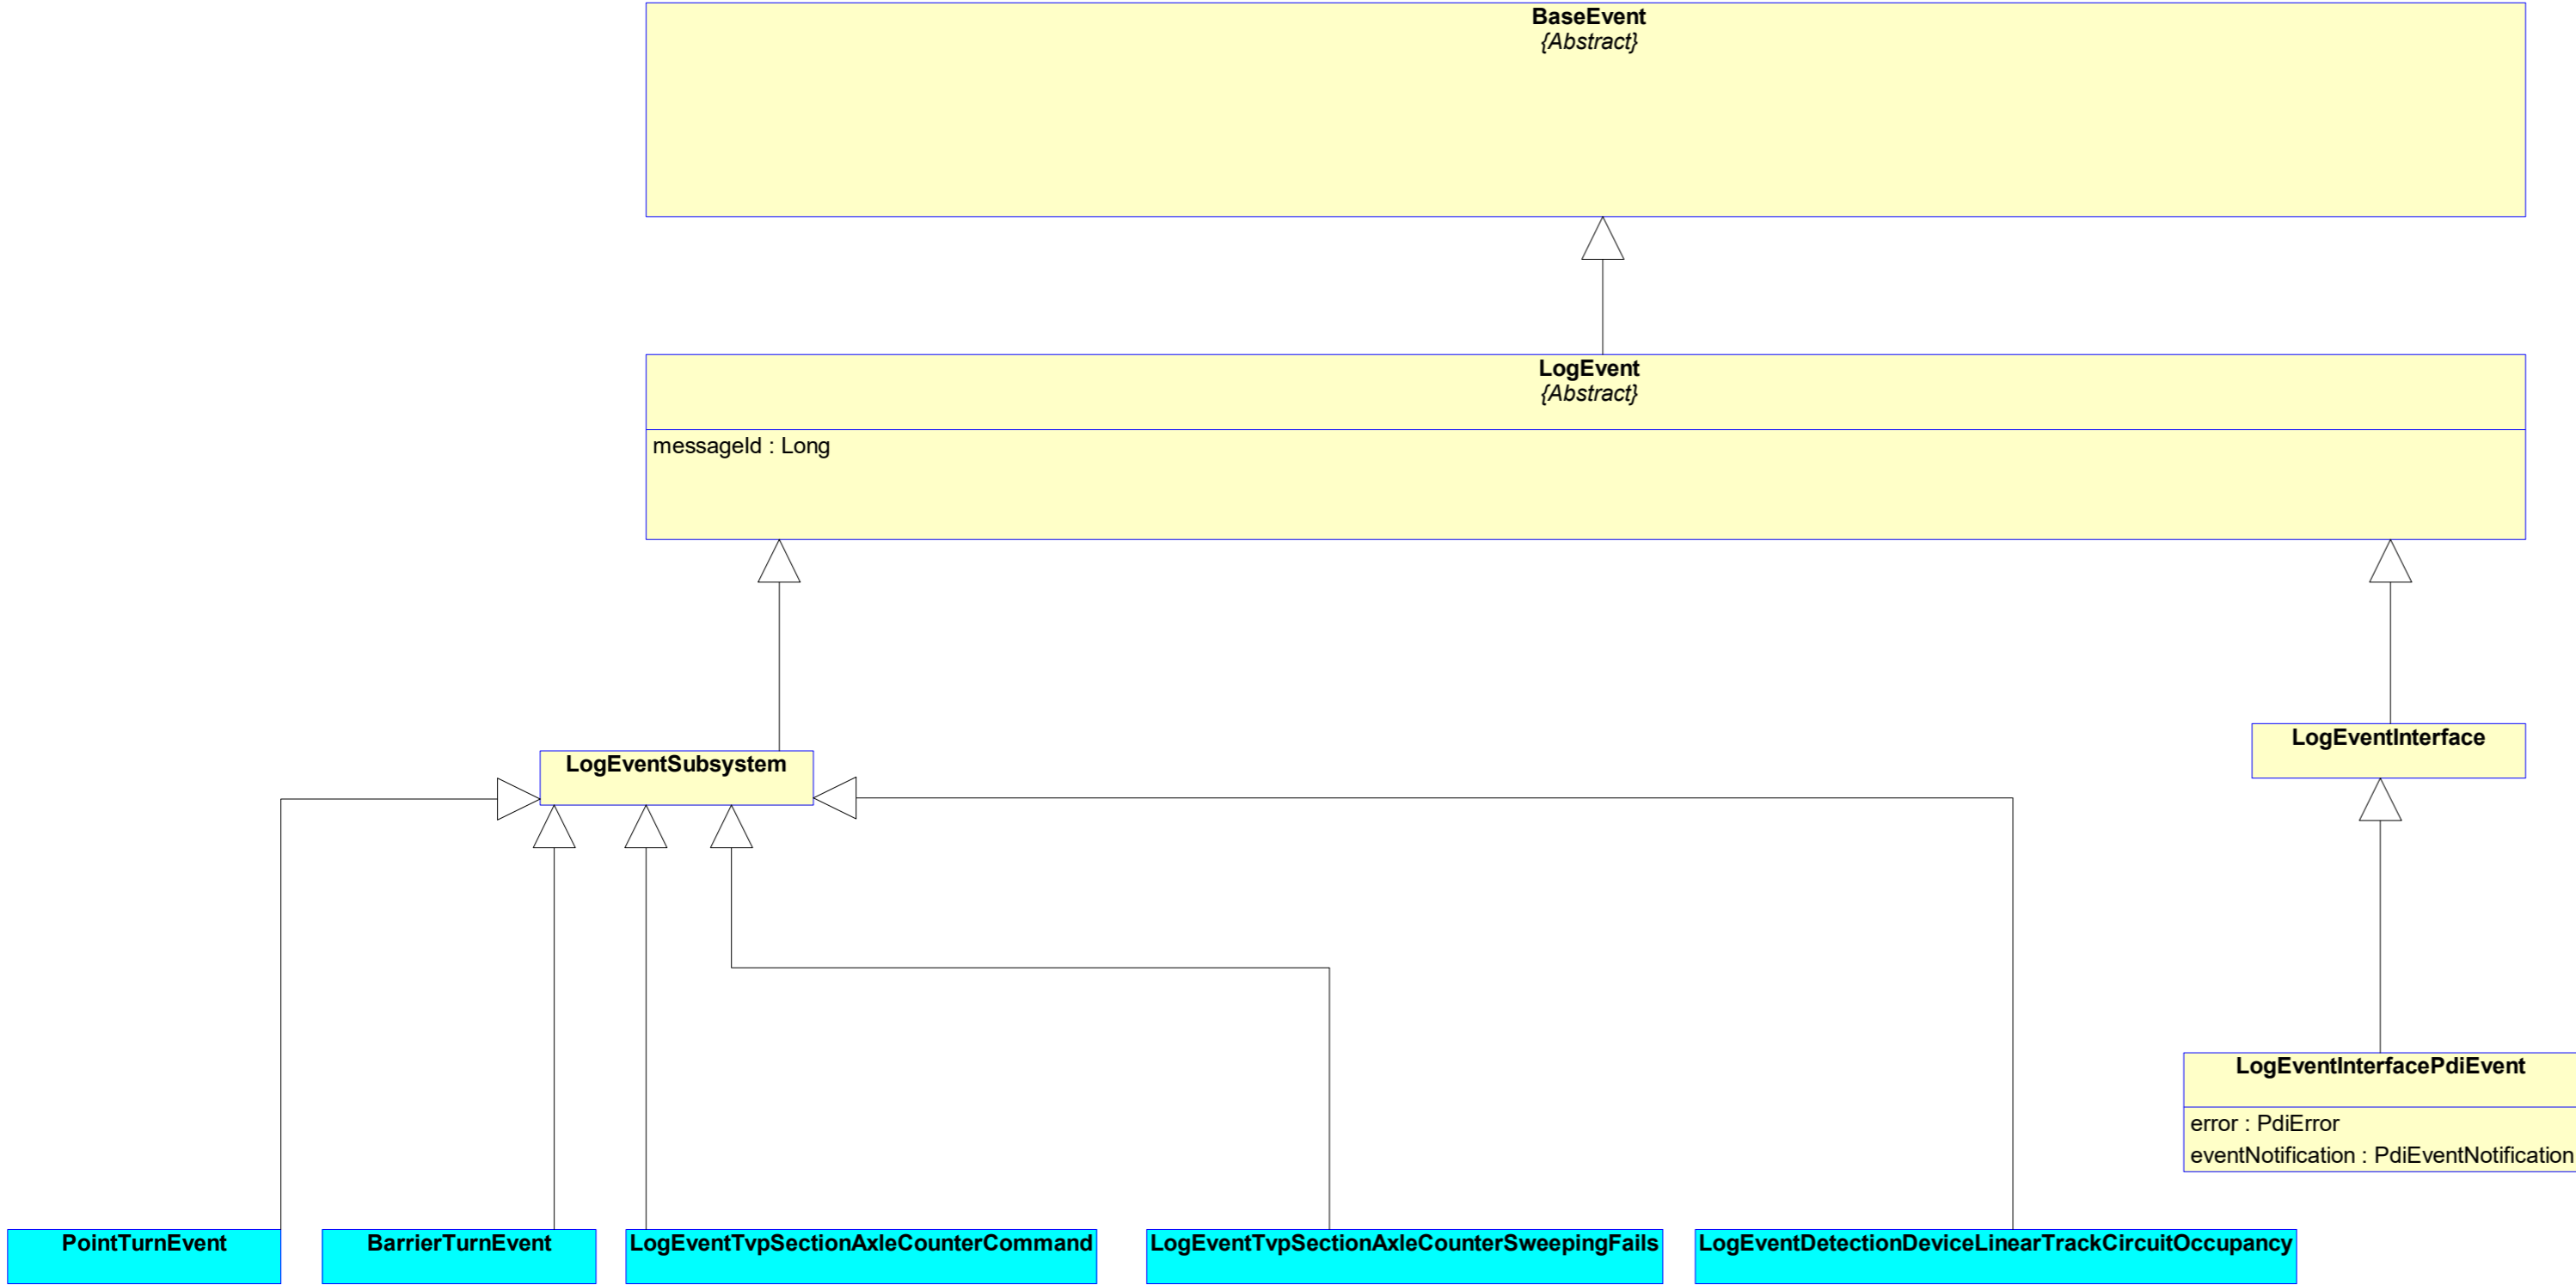 BaseEvent
{Abstract}
LogEvent
{Abstract}
messageId : Long
LogEventSubsystem
LogEventInterface
LogEventInterfacePdiEvent
error : PdiError
eventNotification : PdiEventNotification
PointTurnEvent
BarrierTurnEvent
LogEventTvpSectionAxleCounterCommand
LogEventTvpSectionAxleCounterSweepingFails
LogEventDetectionDeviceLinearTrackCircuitOccupancy